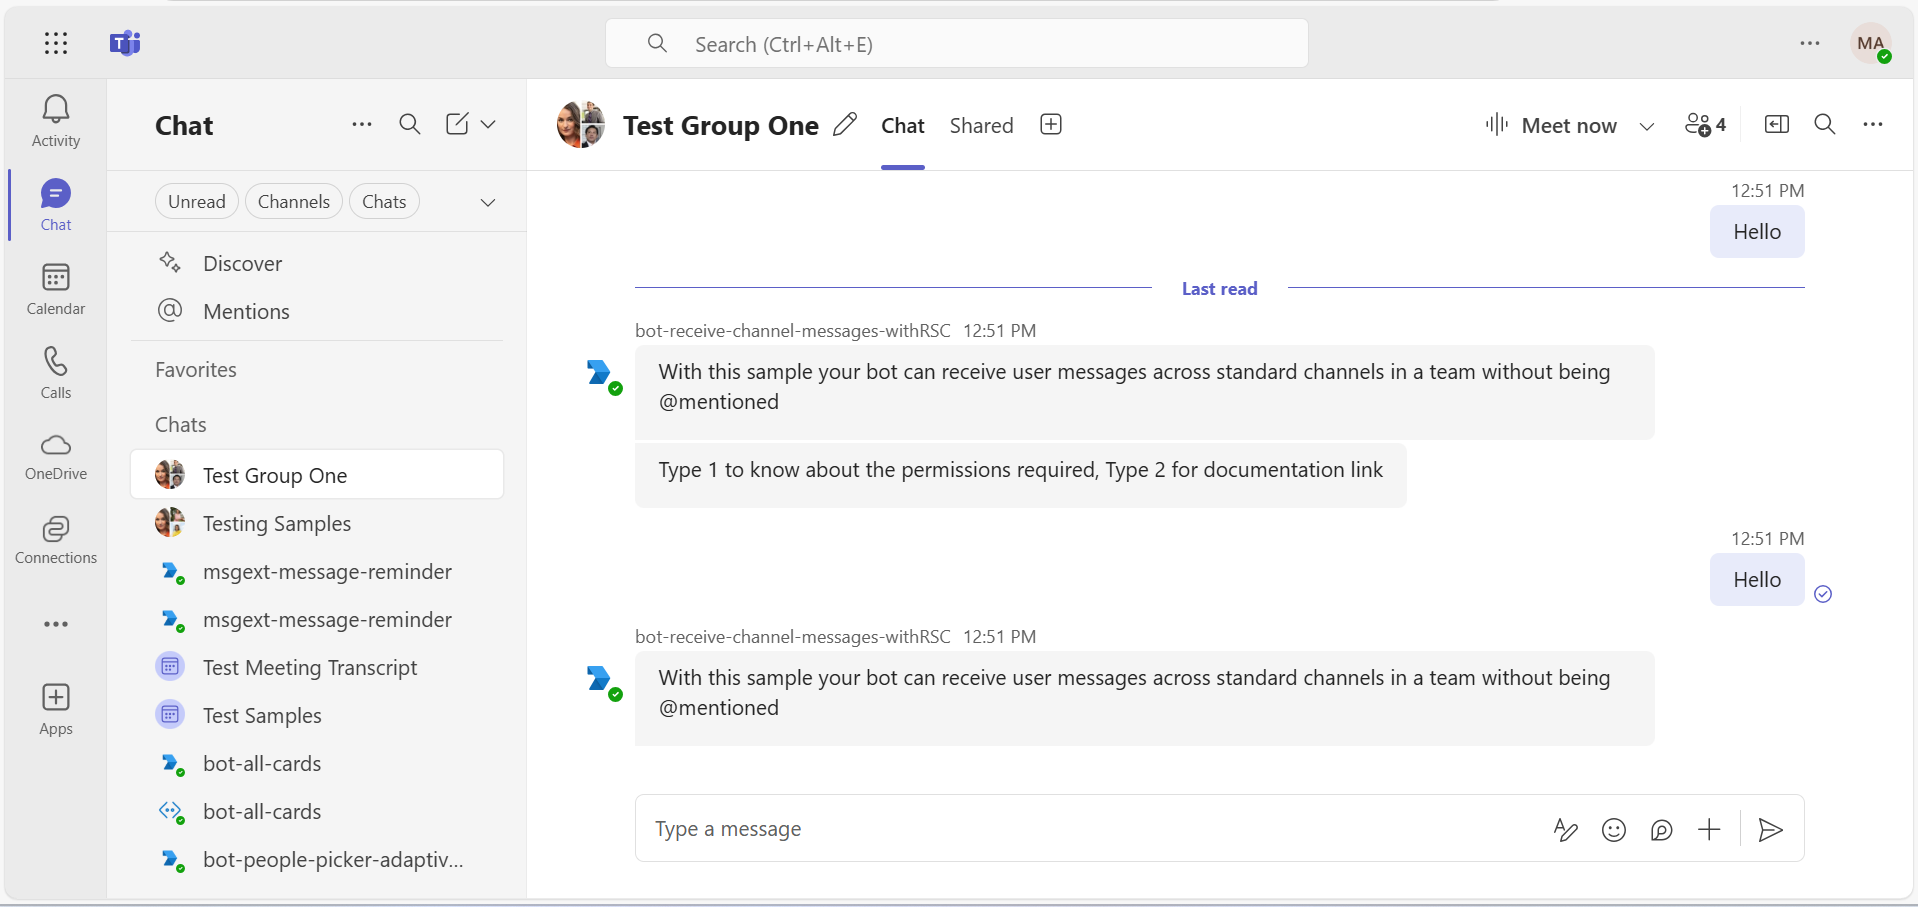 Search (Ctrl+Alt+E)
MA
Activity
Chat
Calendar
Calls
OneDrive
Connections
Apps
Chat
Unread
Channels
Chats
Discover
Mentions
Favorites
Chats
Test Group One
Testing Samples
msgext-message-reminder
msgext-message-reminder
Test Meeting Transcript
Test Samples
bot-all-cards
bot-all-cards
bot-people-picker-adaptiv...
Test Group One
Chat
Shared
Meet now
4
12:51 PM
Hello
Last read
bot-receive-channel-messages-withRSC 12:51 PM
With this sample your bot can receive user messages across standard channels in a team without being
@mentioned
Type 1 to know about the permissions required, Type 2 for documentation link
12:51 PM
Hello
bot-receive-channel-messages-withRSC 12:51 PM
With this sample your bot can receive user messages across standard channels in a team without being
@mentioned
Type a message